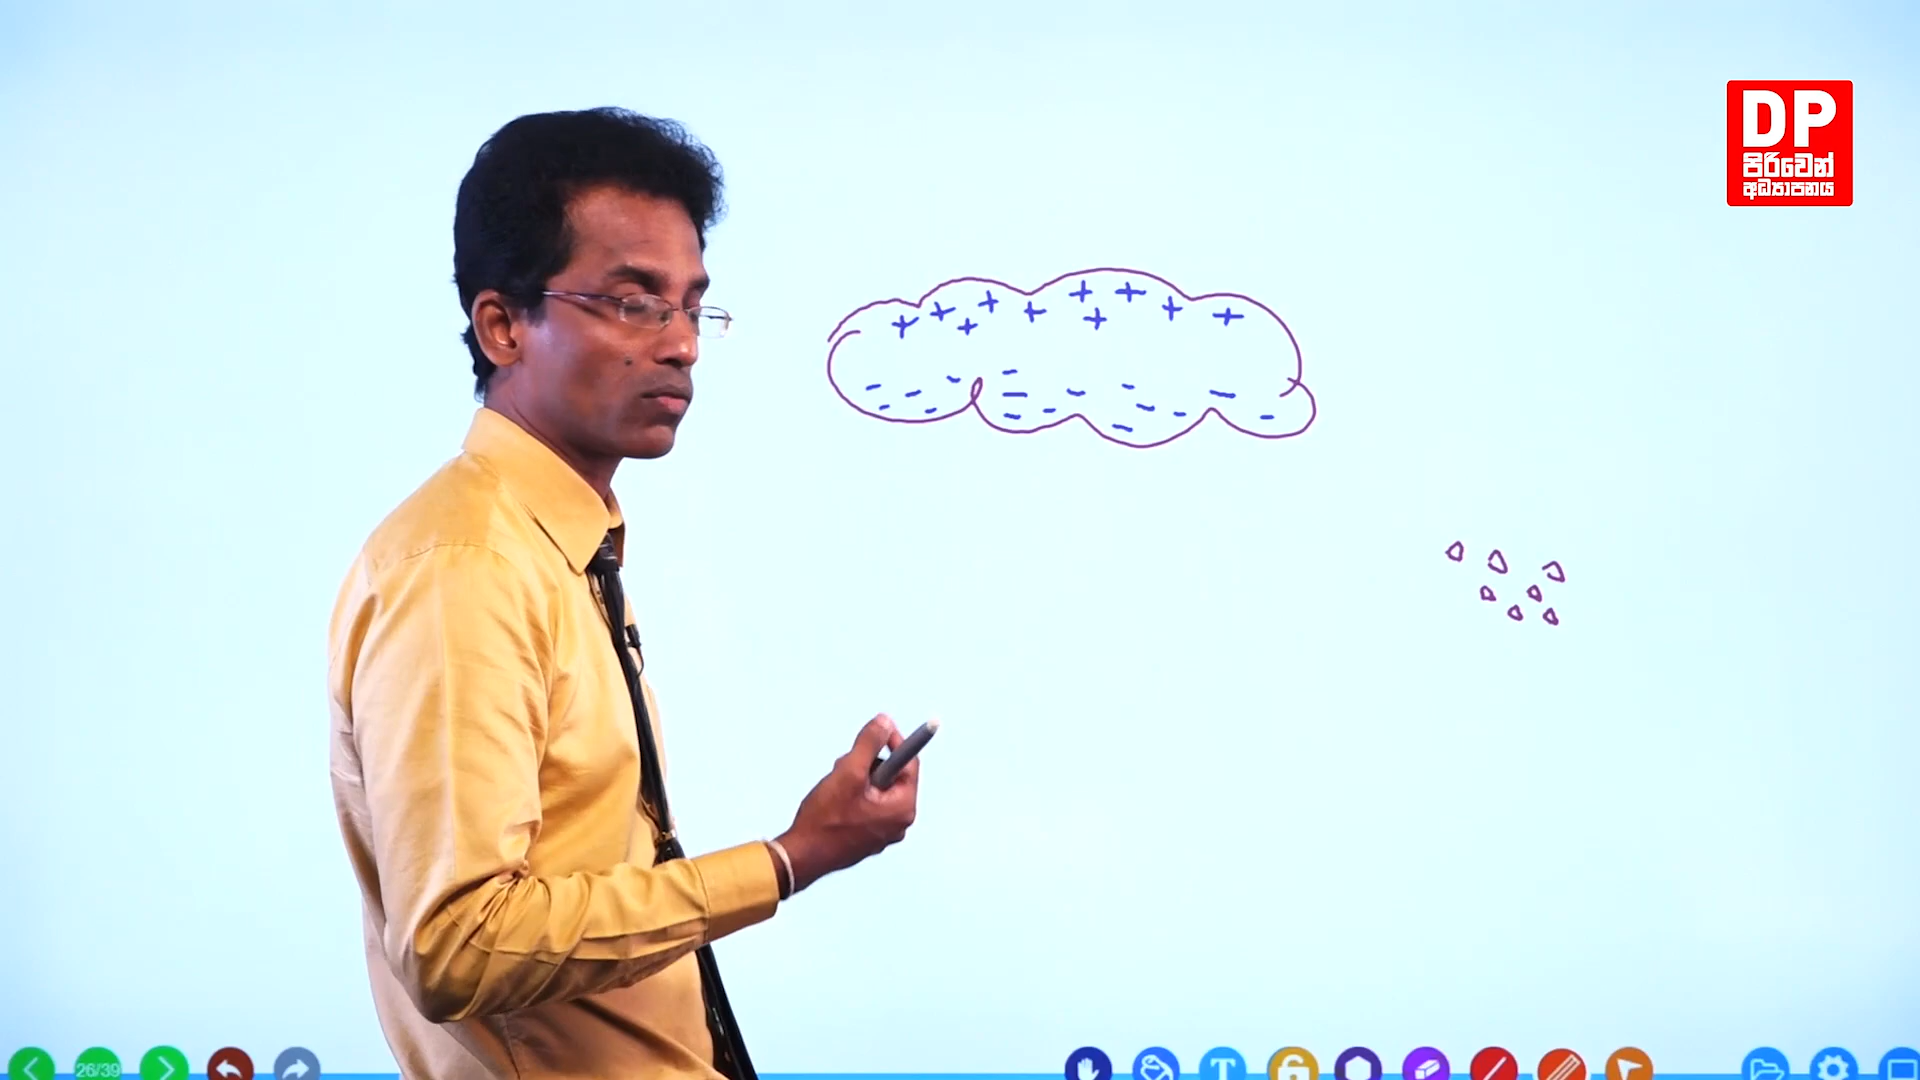 DP
පිරිවෙන්
අධ්‍යාපනය
+ + + + + + + + + + +
- - - - - - - - - - - - - - - - - -
26/39
T